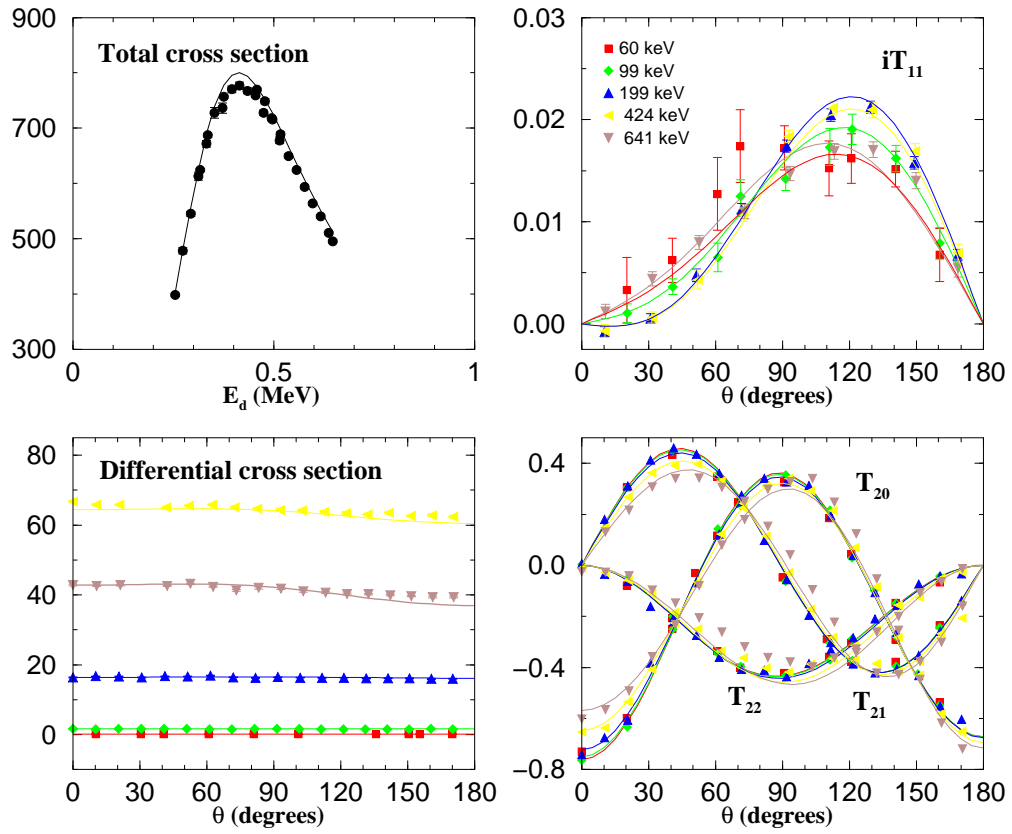 900
700
500
300
Total cross section
0
0.5
1
E_d (MeV)
0.03
0.02
0.01
0.00
60 keV
99 keV
199 keV
424 keV
641 keV
iT_11
0 30 60 90 120 150 180
θ (degrees)
80
60
40
20
0
Differential cross section
0 30 60 90 120 150 180
θ (degrees)
0.4
0.0
−0.4
−0.8
T_20
T_22
T_21
0 30 60 90 120 150 180
θ (degrees)